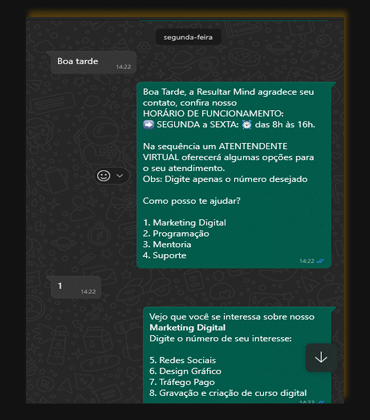 segunda-feira
Boa tarde
14:22
Boa Tarde, a Resultar Mind agradece seu
contato, confira nosso
HORÁRIO DE FUNCIONAMENTO:
➡️ SEGUNDA a SEXTA: ⏰ das 8h às 16h.
Na sequência um ATENTENDENTE
VIRTUAL oferecerá algumas opções para
o seu atendimento.
Obs: Digite apenas o número desejado
Como posso te ajudar?
1. Marketing Digital
2. Programação
3. Mentoria
4. Suporte
14:22
1
14:22
Vejo que você se interessa sobre nosso
Marketing Digital
Digite o número de seu interesse:
5. Redes Sociais
6. Design Gráfico
7. Tráfego Pago
8. Gravação e criação de curso digital
14:22